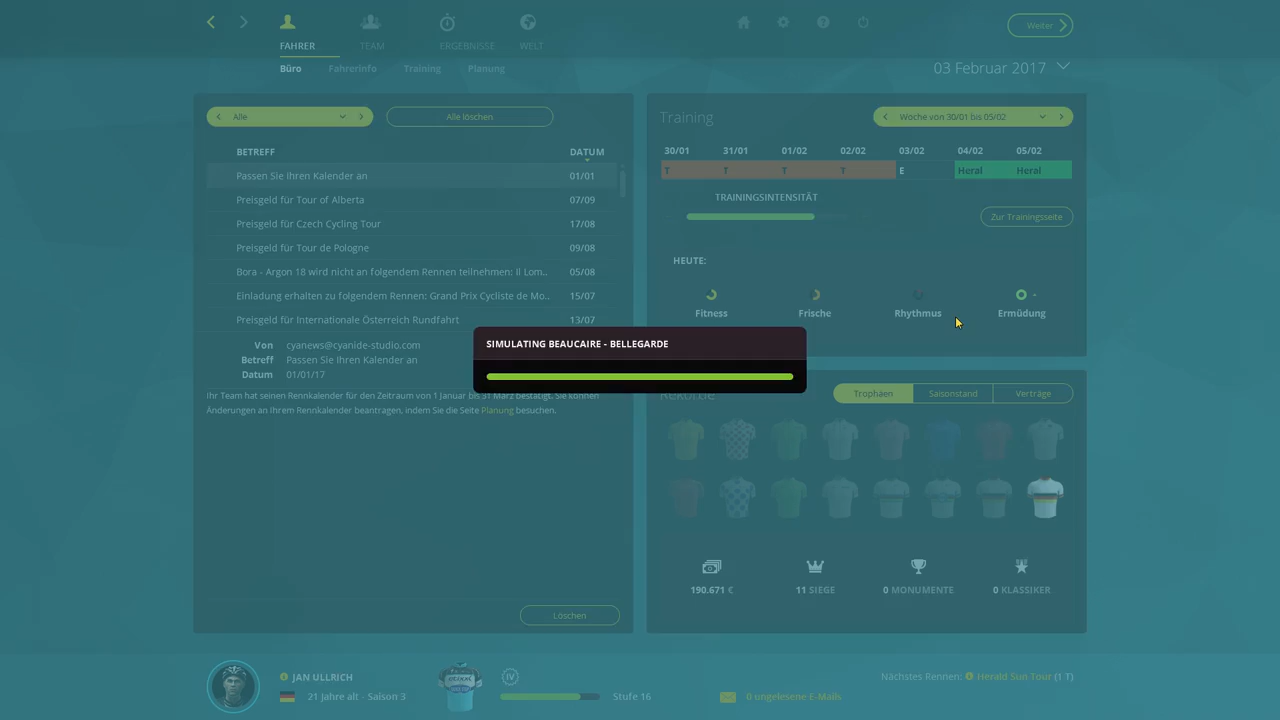 FAHRER
TEAM
ERGEBNISSE
WELT
Weiter
Büro
Fahrerinfo
Training
Planung
03 Februar 2017
Alle
Alle löschen
BETREFF
DATUM
Passen Sie Ihren Kalender an
01/01
Preisgeld für Tour of Alberta
07/09
Preisgeld für Czech Cycling Tour
17/08
Preisgeld für Tour de Pologne
09/08
Bora - Argon 18 wird nicht an folgendem Rennen teilnehmen: Il Lom..
05/08
Einladung erhalten zu folgendem Rennen: Grand Prix Cycliste de Mo..
15/07
Preisgeld für Internationale Österreich Rundfahrt
13/07
Von cyanews@cyanide-studio.com
Betreff Passen Sie Ihren Kalender an
Datum 01/01/17
Ihr Team hat seinen Rennkalender für den Zeitraum von 1 Januar bis 31 März bestätigt. Sie können
Änderungen an Ihrem Rennkalender beantragen, indem Sie die Seite Planung besuchen.
Löschen
Training
Woche von 30/01 bis 05/02
30/01 31/01 01/02 02/02 03/02 04/02 05/02
T T T T E Heral Heral
TRAININGSINTENSITÄT
Zur Trainingsseite
HEUTE:
Fitness
Frische
Rhythmus
Ermüdung
SIMULATING BEAUCAIRE - BELLEGARDE
Rekorde
Trophäen
Saisonstand
Verträge
190.671 €
11 SIEGE
0 MONUMENTE
0 KLASSIKER
JAN ULLRICH
21 Jahre alt - Saison 3
IV
Stufe 16
0 ungelesene E-Mails
Nächstes Rennen: Herald Sun Tour (1 T)